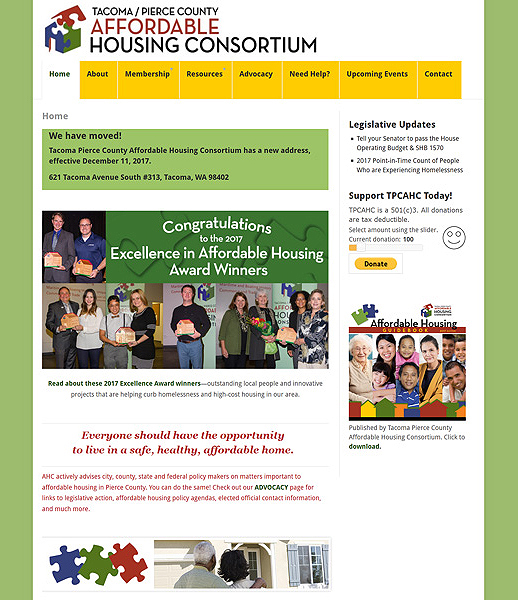 TACOMA / PIERCE COUNTY
AFFORDABLE
HOUSING CONSORTIUM
Home
About
Membership
Resources
Advocacy
Need Help?
Upcoming Events
Contact
Home
We have moved!
Tacoma Pierce County Affordable Housing Consortium has a new address,
effective December 11, 2017.
621 Tacoma Avenue South #313, Tacoma, WA 98402
Congratulations
to the 2017
Excellence in Affordable Housing
Award Winners
Read about these 2017 Excellence Award winners—outstanding local people and innovative
projects that are helping curb homelessness and high-cost housing in our area.
Everyone should have the opportunity
to live in a safe, healthy, affordable home.
AHC actively advises city, county, state and federal policy makers on matters important to
affordable housing in Pierce County. You can do the same! Check out our ADVOCACY page for
links to legislative action, affordable housing policy agendas, elected official contact information,
and much more.
Legislative Updates
Tell your Senator to pass the House
Operating Budget & SHB 1570
2017 Point-in-Time Count of People
Who are Experiencing Homelessness
Support TPCAHC Today!
TPCAHC is a 501(c)3. All donations
are tax deductible.
Select amount using the slider.
Current donation: 100
Donate
AFFORDABLE
HOUSING
Affordable Housing
GUIDEBOOK
Published by Tacoma Pierce County
Affordable Housing Consortium. Click to
download.